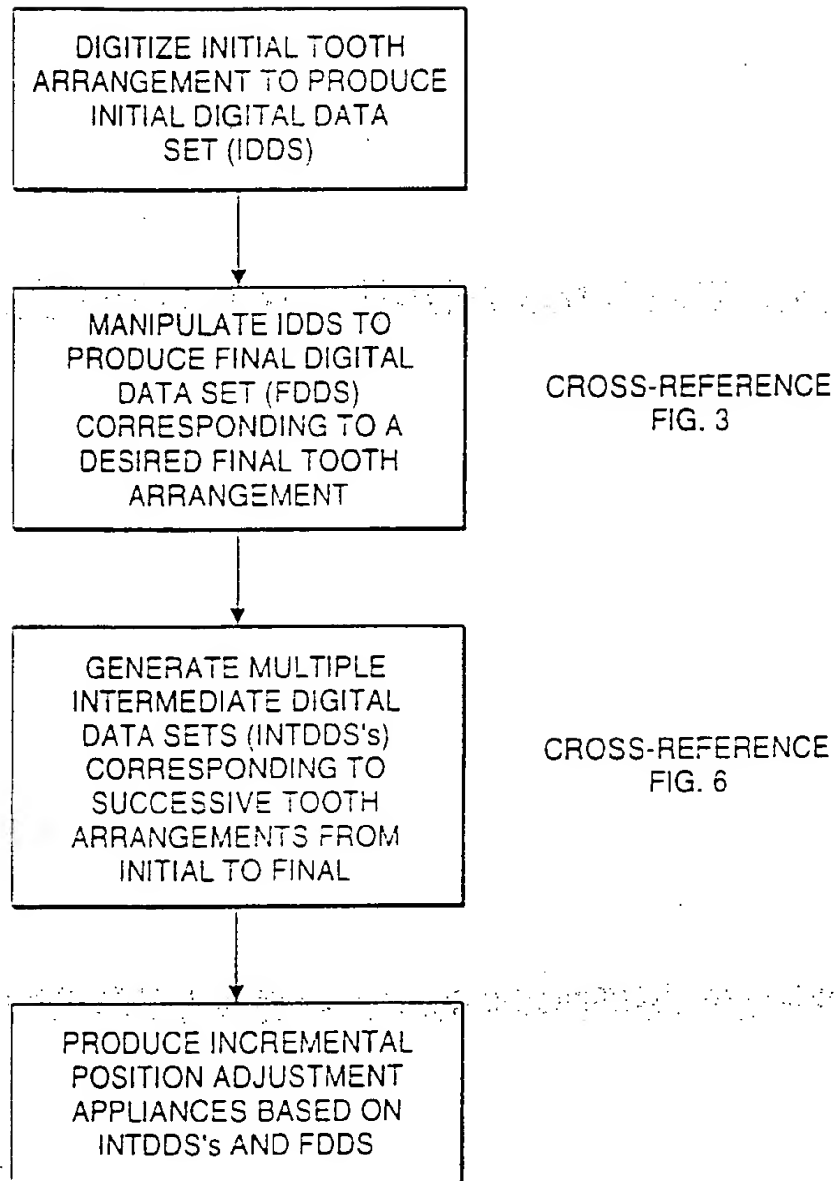 DIGITIZE INITIAL TOOTH
ARRANGEMENT TO PRODUCE
INITIAL DIGITAL DATA
SET (IDDS)
MANIPULATE IDDS TO
PRODUCE FINAL DIGITAL
DATA SET (FDDS)
CORRESPONDING TO A
DESIRED FINAL TOOTH
ARRANGEMENT
CROSS-REFERENCE
FIG. 3
GENERATE MULTIPLE
INTERMEDIATE DIGITAL
DATA SETS (INTDDS's)
CORRESPONDING TO
SUCCESSIVE TOOTH
ARRANGEMENTS FROM
INITIAL TO FINAL
CROSS-REFERENCE
FIG. 6
PRODUCE INCREMENTAL
POSITION ADJUSTMENT
APPLIANCES BASED ON
INTDDS's AND FDDS